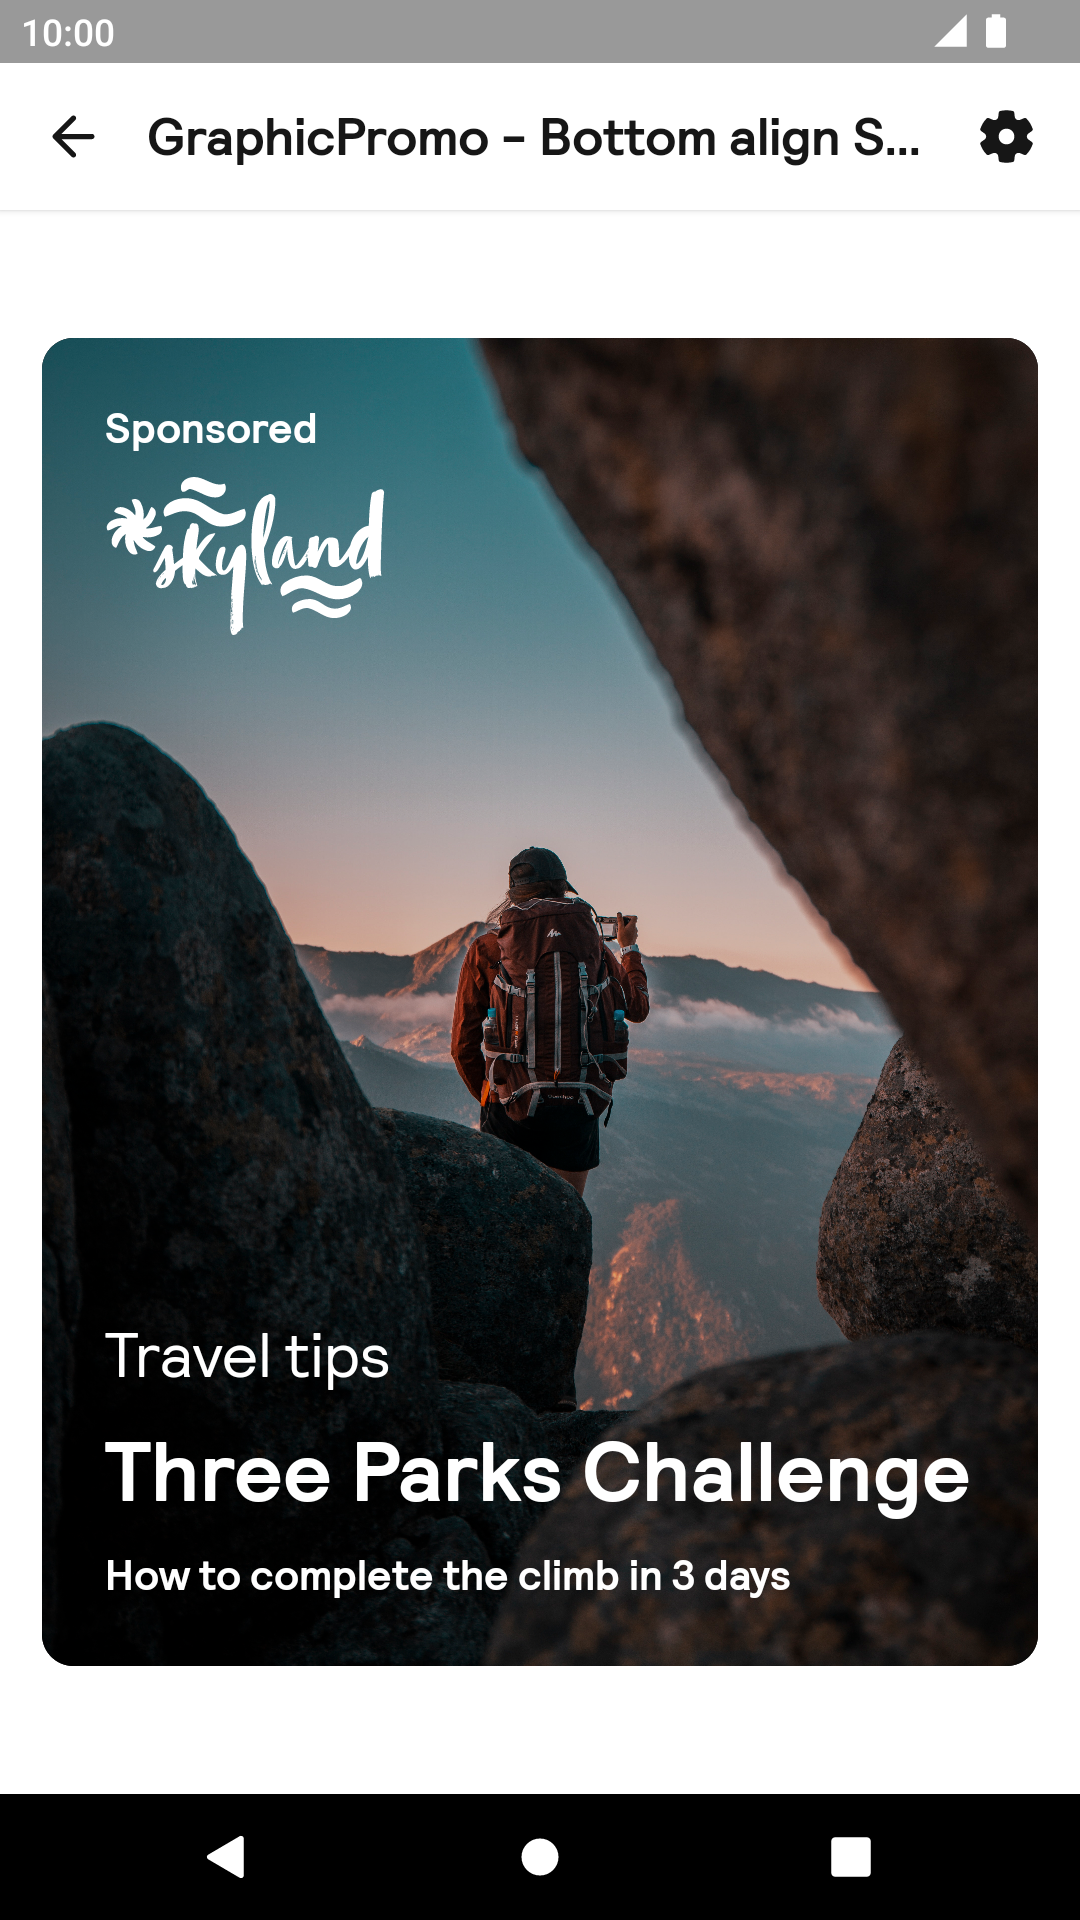 10:00
GraphicPromo - Bottom align S...
Sponsored
skyland
Travel tips
Three Parks Challenge
How to complete the climb in 3 days